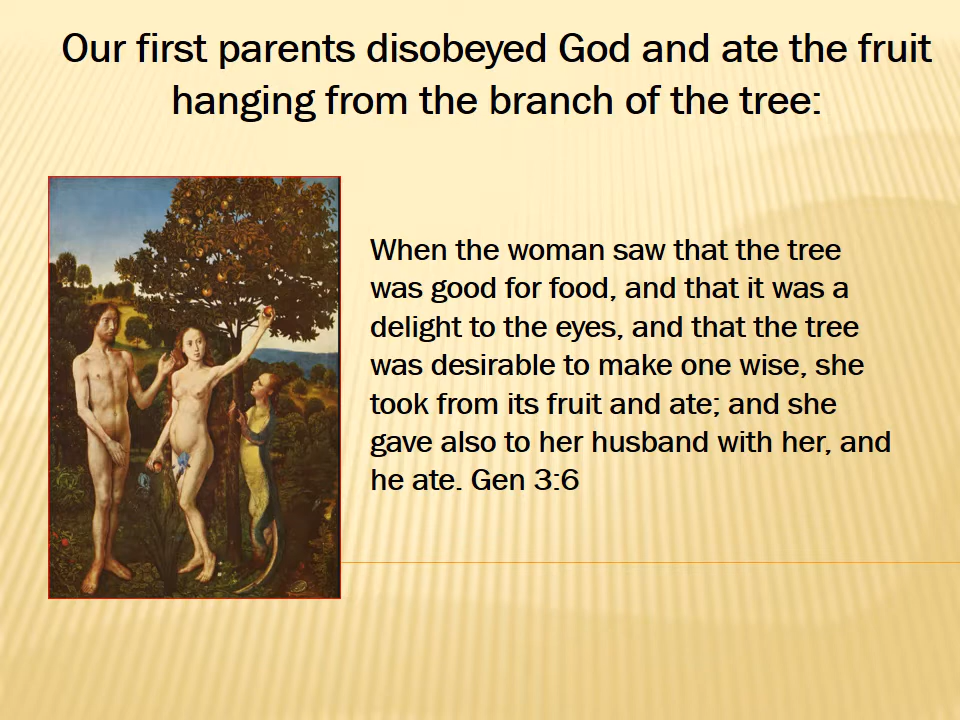 Our first parents disobeyed God and ate the fruit
hanging from the branch of the tree:
When the woman saw that the tree
was good for food, and that it was a
delight to the eyes, and that the tree
was desirable to make one wise, she
took from its fruit and ate; and she
gave also to her husband with her, and
he ate. Gen 3:6